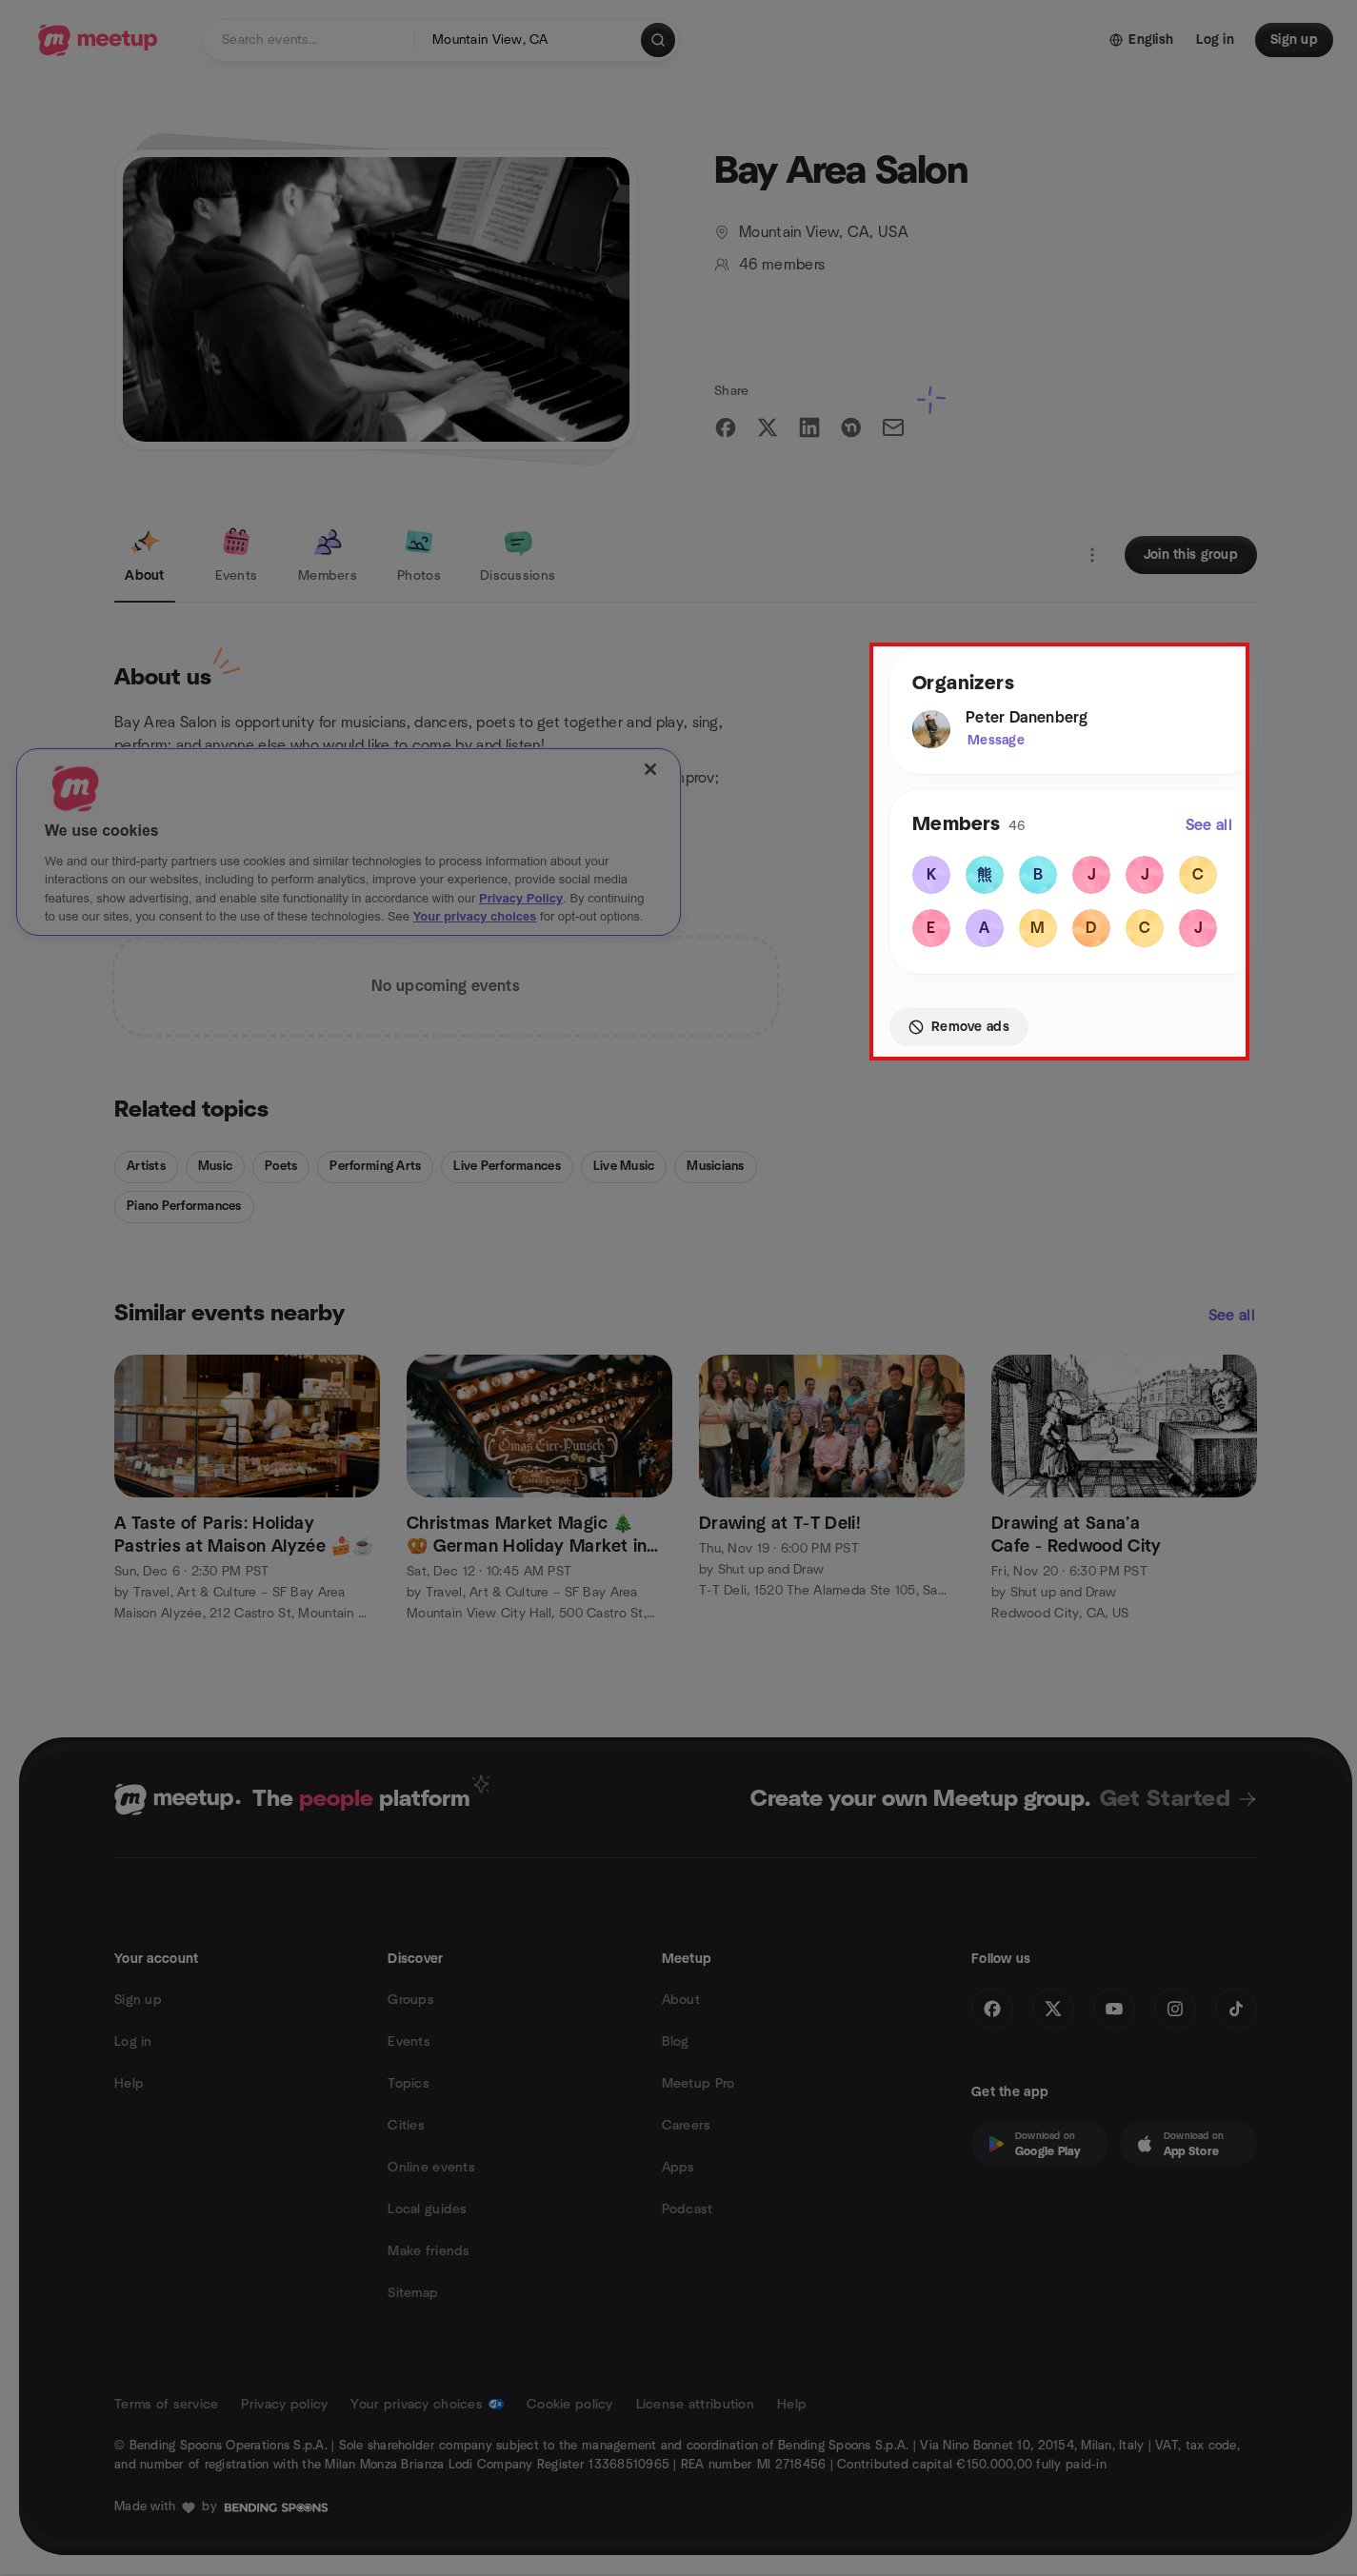 meetup
Search events...
Mountain View, CA
English
Log in
Sign up
Bay Area Salon
Mountain View, CA, USA
46 members
Share
About
Events
Members
Photos
Discussions
Join this group
About us
Bay Area Salon is opportunity for musicians, dancers, poets to get together and play, sing,
perform; and anyone else who would like to come by and listen!
We use cookies
We and our third-party partners use cookies and similar technologies to process information about your
interactions on our websites, including to perform analytics, improve your experience, provide social media
features, show advertising, and enable site functionality in accordance with our Privacy Policy. By continuing
to use our sites, you consent to the use of these technologies. See Your privacy choices for opt-out options.
No upcoming events
Organizers
Peter Danenberg
Message
Members 46
See all
K 熊 B J J C
E A M D C J
Remove ads
Related topics
Artists
Music
Poets
Performing Arts
Live Performances
Live Music
Musicians
Piano Performances
Similar events nearby
See all
Omas Eier-Punsch
A Taste of Paris: Holiday
Pastries at Maison Alyzée 🍰☕
Sun, Dec 6 · 2:30 PM PST
by Travel, Art & Culture – SF Bay Area
Maison Alyzée, 212 Castro St, Mountain ...
Christmas Market Magic 🎄
🥨 German Holiday Market in...
Sat, Dec 12 · 10:45 AM PST
by Travel, Art & Culture – SF Bay Area
Mountain View City Hall, 500 Castro St,...
Drawing at T-T Deli!
Thu, Nov 19 · 6:00 PM PST
by Shut up and Draw
T-T Deli, 1520 The Alameda Ste 105, Sa...
Drawing at Sana'a
Cafe - Redwood City
Fri, Nov 20 · 6:30 PM PST
by Shut up and Draw
Redwood City, CA, US
meetup. The people platform
Create your own Meetup group. Get Started
Your account
Sign up
Log in
Help
Discover
Groups
Events
Topics
Cities
Online events
Local guides
Make friends
Sitemap
Meetup
About
Blog
Meetup Pro
Careers
Apps
Podcast
Follow us
Get the app
Download on
Google Play
Download on
App Store
Terms of service
Privacy policy
Your privacy choices
Cookie policy
License attribution
Help
© Bending Spoons Operations S.p.A. | Sole shareholder company subject to the management and coordination of Bending Spoons S.p.A. | Via Nino Bonnet 10, 20154, Milan, Italy | VAT, tax code,
and number of registration with the Milan Monza Brianza Lodi Company Register 13368510965 | REA number MI 2718456 | Contributed capital €150.000,00 fully paid-in
Made with by BENDING SPOONS